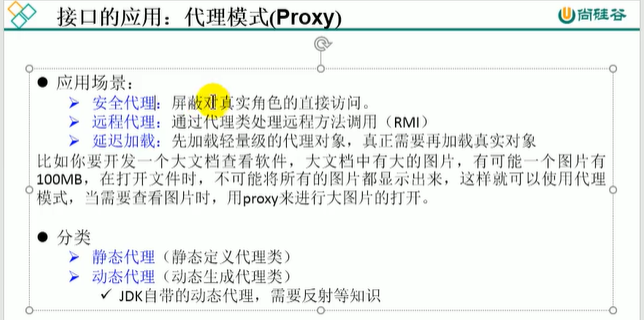 接口的应用：代理模式(Proxy)
尚硅谷
● 应用场景：
➢ 安全代理：屏蔽对真实角色的直接访问。
➢ 远程代理：通过代理类处理远程方法调用（RMI）
➢ 延迟加载：先加载轻量级的代理对象，真正需要再加载真实对象
比如你要开发一个大文档查看软件，大文档中有大的图片，有可能一个图片有
100MB，在打开文件时，不可能将所有的图片都显示出来，这样就可以使用代理
模式，当需要查看图片时，用proxy来进行大图片的打开。
● 分类
➢ 静态代理（静态定义代理类）
➢ 动态代理（动态生成代理类）
✓ JDK自带的动态代理，需要反射等知识